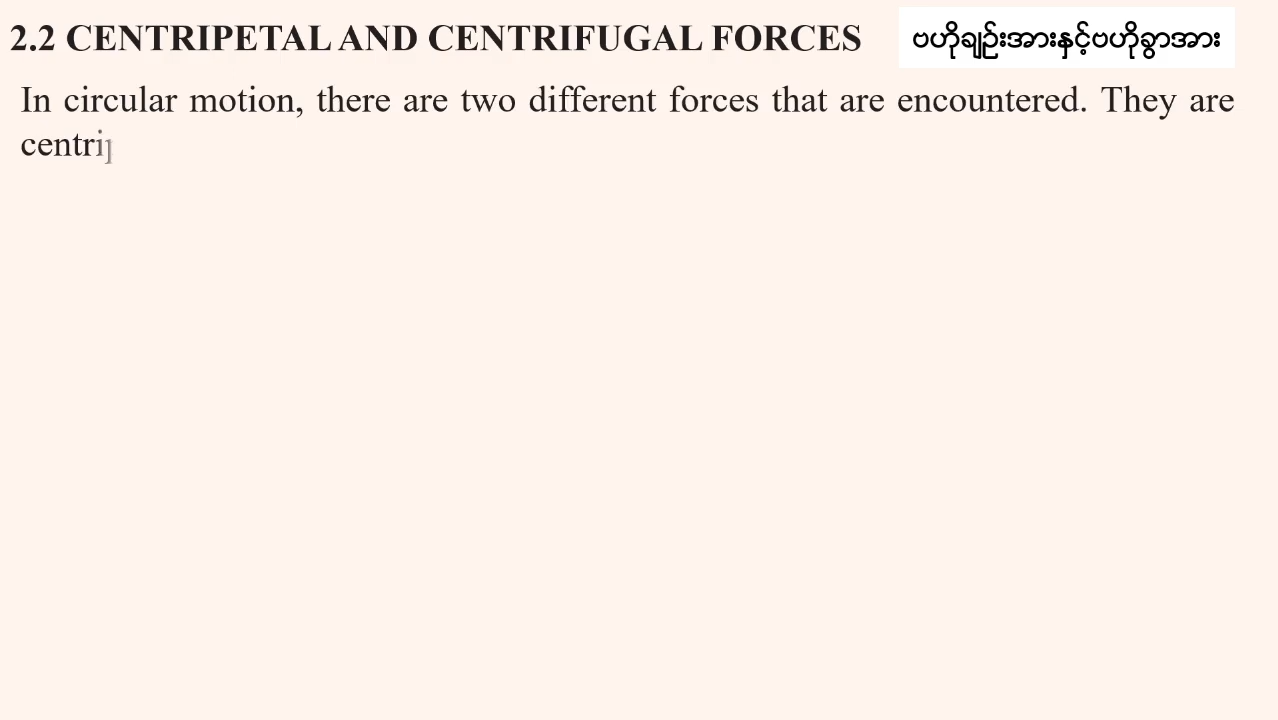 2.2 CENTRIPETAL AND CENTRIFUGAL FORCES ဗဟိုချဉ်းအားနှင့်ဗဟိုခွာအား
In circular motion, there are two different forces that are encountered. They are
centrip